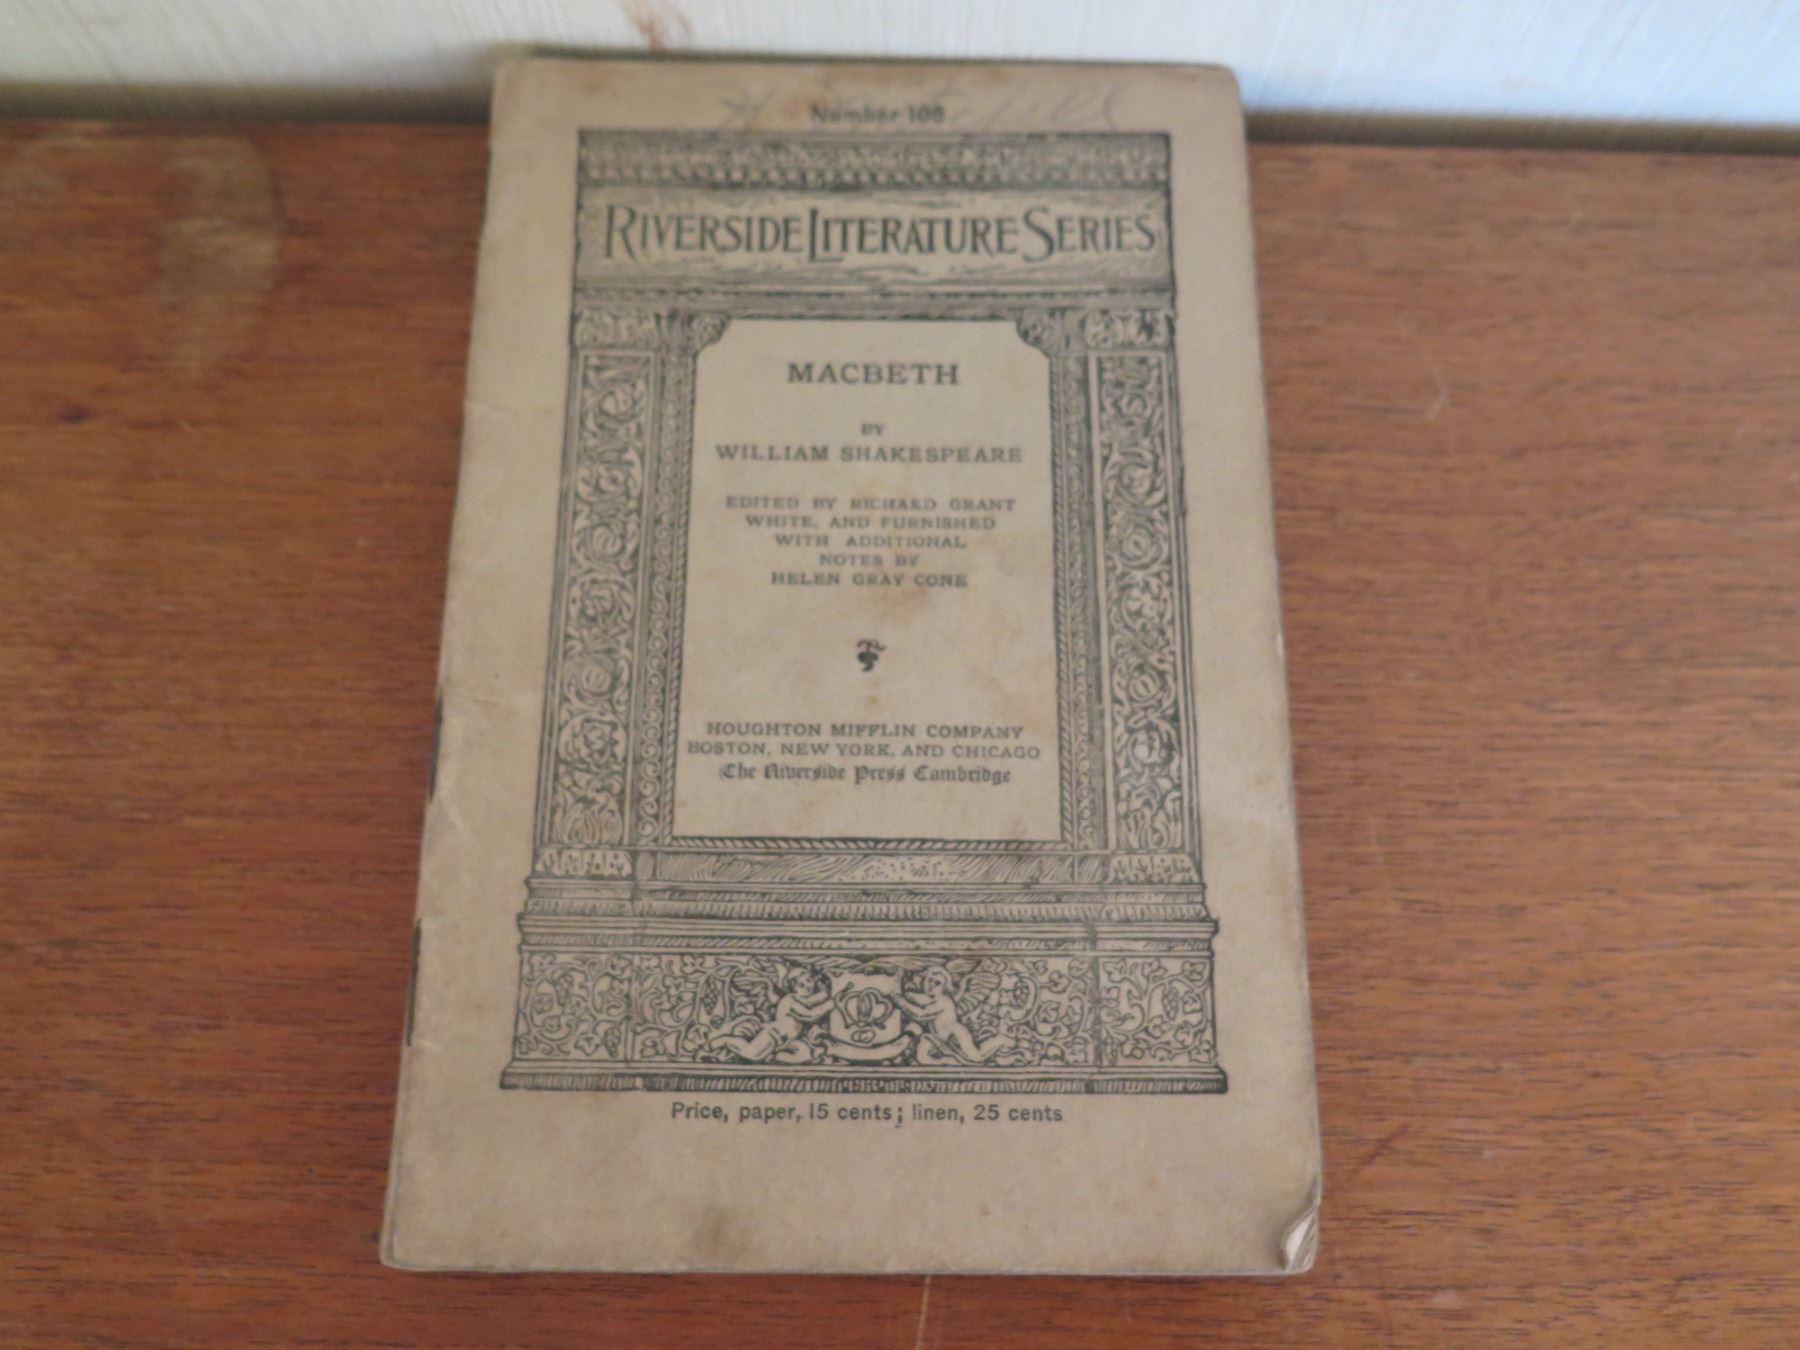 Number 106
RIVERSIDE LITERATURE SERIES
MACBETH
BY
WILLIAM SHAKESPEARE
EDITED BY RICHARD GRANT
WHITE, AND FURNISHED
WITH ADDITIONAL
NOTES BY
HELEN GRAY CONE
HOUGHTON MIFFLIN COMPANY
BOSTON, NEW YORK, AND CHICAGO
The Riverside Press Cambridge
Price, paper, 15 cents; linen, 25 cents